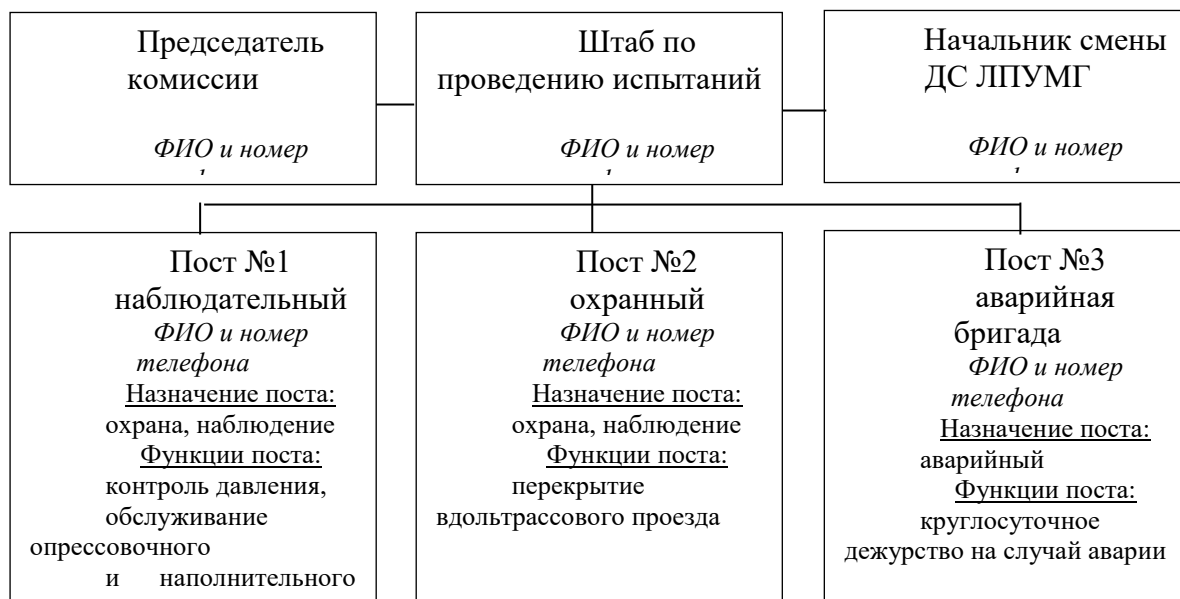 Председатель
комиссии
ФИО и номер
Штаб по
проведению испытаний
ФИО и номер
Начальник смены
ДС ЛПУМГ
ФИО и номер
Пост №1
наблюдательный
ФИО и номер
телефона
Назначение поста:
охрана, наблюдение
Функции поста:
контроль давления,
обслуживание
опрессовочного
и наполнительного
Пост №2
охранный
ФИО и номер
телефона
Назначение поста:
охрана, наблюдение
Функции поста:
перекрытие
вдольтрассового проезда
Пост №3
аварийная
бригада
ФИО и номер
телефона
Назначение поста:
аварийный
Функции поста:
круглосуточное
дежурство на случай аварии